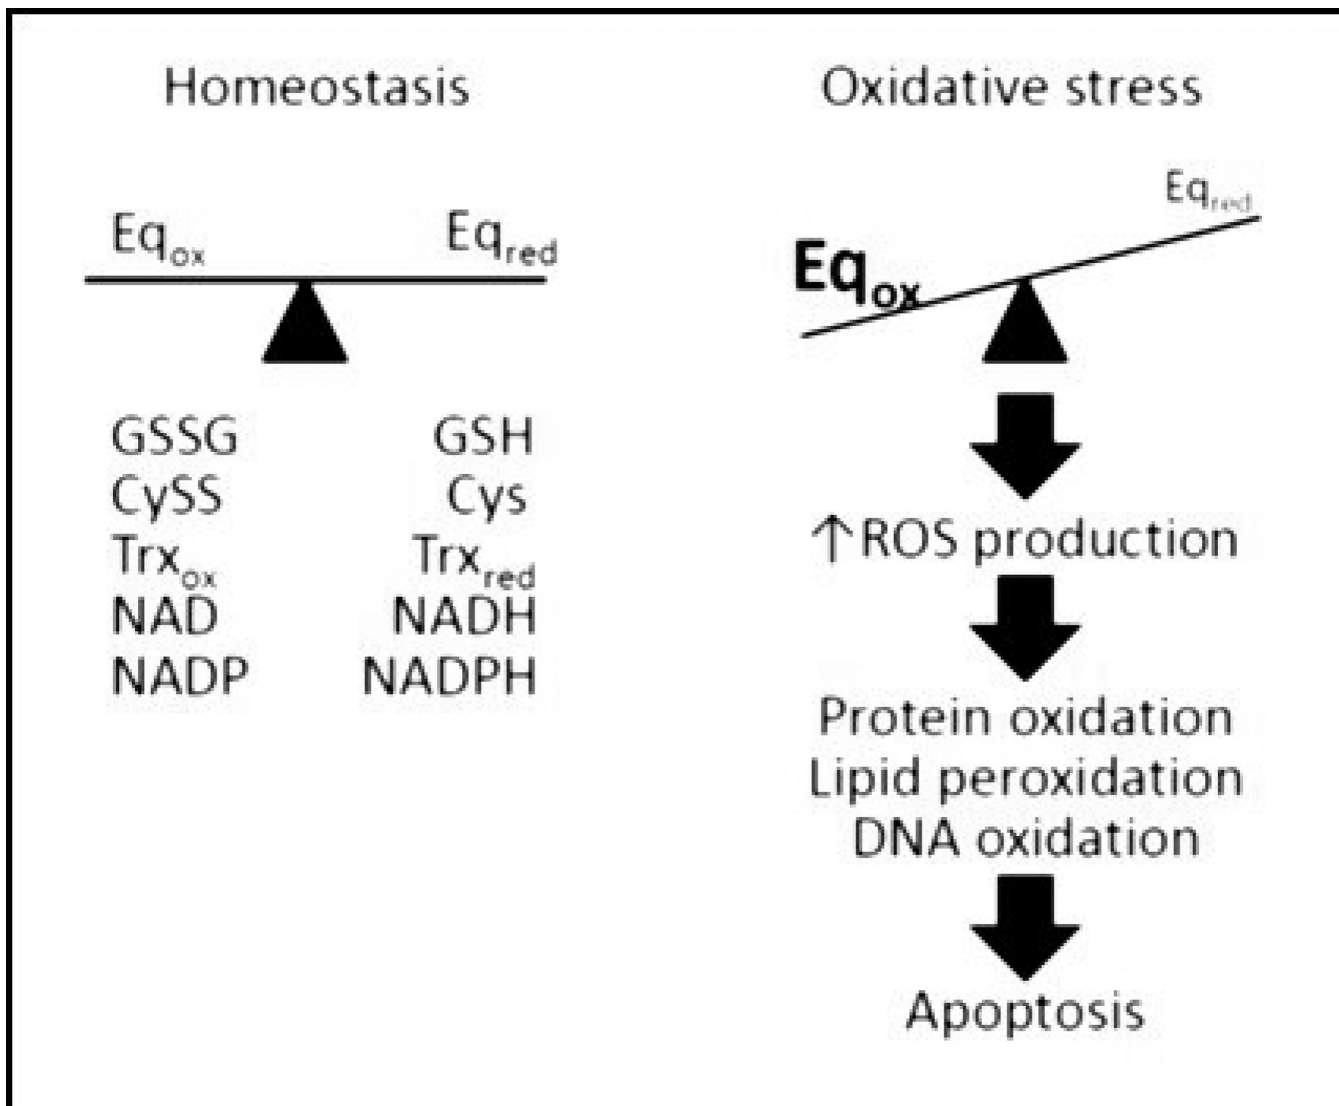 Homeostasis
Eqox Eqred
GSSG GSH
CySS Cys
Trxox Trxred
NAD NADH
NADP NADPH
Oxidative stress
Eqred
Eqox
↑ROS production
Protein oxidation
Lipid peroxidation
DNA oxidation
Apoptosis